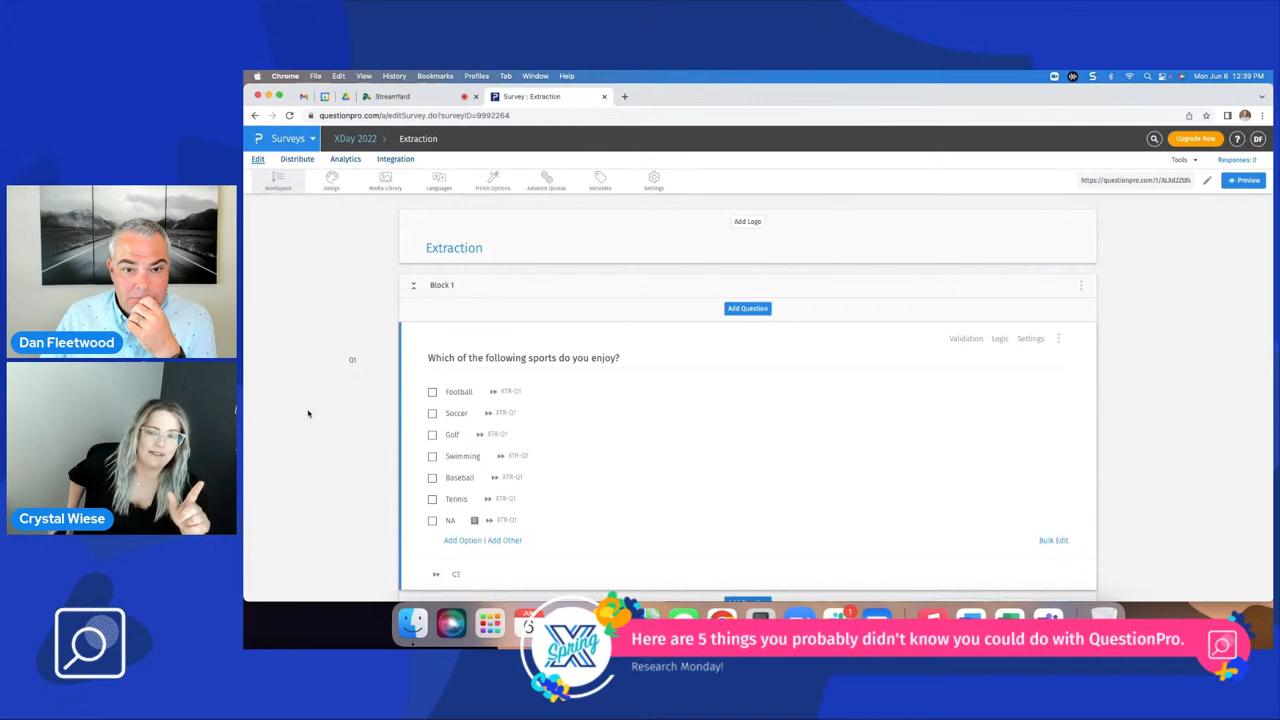 Chrome File Edit View History Bookmarks Profiles Tab Window Help
Mon Jun 6 12:39 PM
StreamYard
Survey : Extraction
questionpro.com/a/editSurvey.do?surveyID=9992264
Surveys
XDay 2022
Extraction
Upgrade Now
?
DF
Edit Distribute Analytics Integration
Tools
Responses: 0
Workspace Design Media Library Languages Finish Options Advance Quotas Variables Settings
Preview
Add Logo
Extraction
Block 1
Add Question
Validation Logic Settings
Q1
Which of the following sports do you enjoy?
Football XTR-Q1
Soccer XTR-Q1
Golf XTR-Q1
Swimming XTR-Q1
Baseball XTR-Q1
Tennis XTR-Q1
NA XTR-Q1
Add Option | Add Other
Bulk Edit
Dan Fleetwood
Crystal Wiese
X
Spring
Here are 5 things you probably didn't know you could do with QuestionPro.
Research Monday!